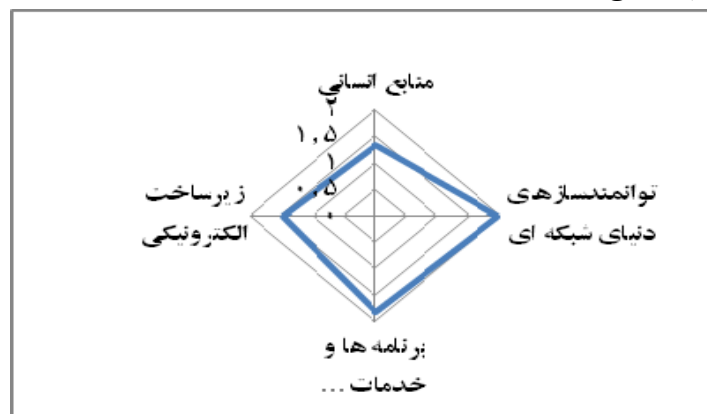 منابع انسانی
۲
۱,۵
۱
۰,۵
۰
توانمندسازهای
دنیای شبکه ای
برنامه ها و
خدمات ...
زیرساخت
الکترونیکی